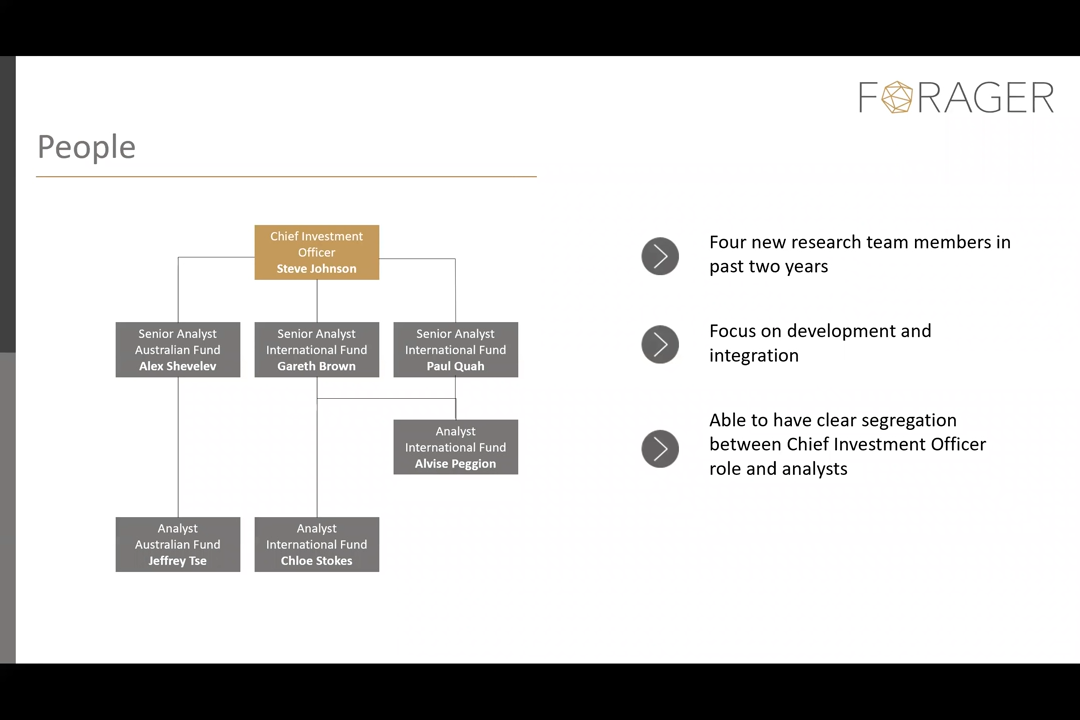 FORAGER
People
Chief Investment
Officer
Steve Johnson
Senior Analyst
Australian Fund
Alex Shevelev
Senior Analyst
International Fund
Gareth Brown
Senior Analyst
International Fund
Paul Quah
Analyst
International Fund
Alvise Peggion
Analyst
Australian Fund
Jeffrey Tse
Analyst
International Fund
Chloe Stokes
Four new research team members in
past two years
Focus on development and
integration
Able to have clear segregation
between Chief Investment Officer
role and analysts